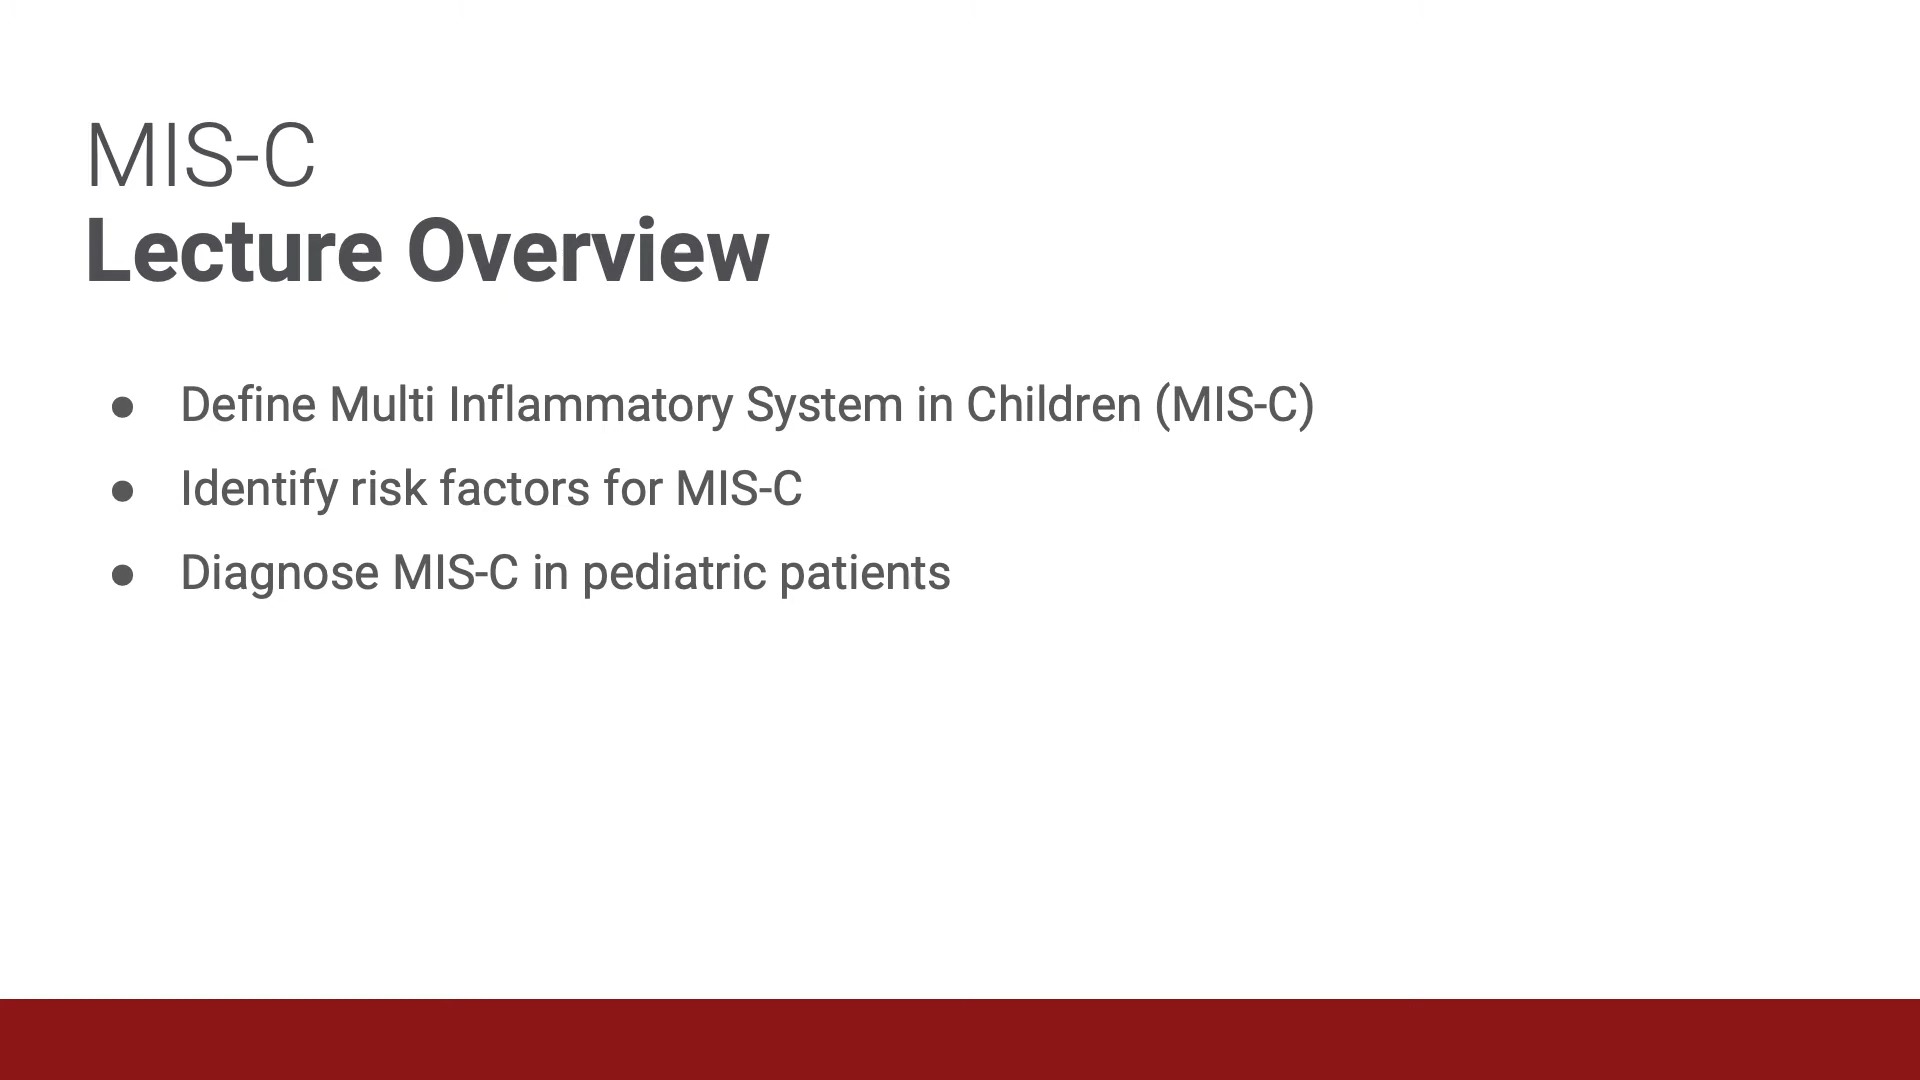 MIS-C
Lecture Overview
● Define Multi Inflammatory System in Children (MIS-C)
● Identify risk factors for MIS-C
● Diagnose MIS-C in pediatric patients